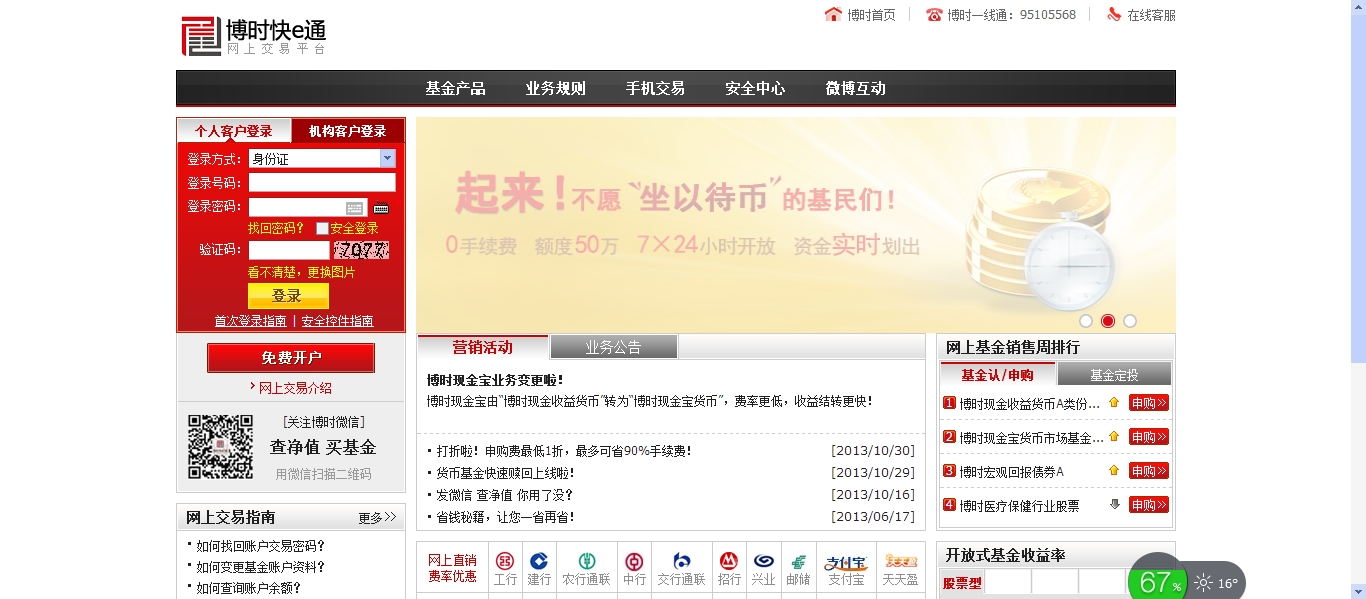 博时快e通
网上交易平台
博时首页
博时一线通：95105568
在线客服
基金产品 业务规则 手机交易 安全中心 微博互动
个人客户登录 机构客户登录
登录方式： 身份证
登录号码：
登录密码：
找回密码？ 安全登录
验证码： 7077
看不清楚，更换图片
登录
首次登录指南 | 安全控件指南
免费开户
网上交易介绍
[关注博时微信]
查净值 买基金
用微信扫描二维码
网上交易指南 更多>>
如何找回账户交易密码？
如何变更基金账户资料？
如何查询账户余额？
起来！不愿“坐以待币”的基民们！
0手续费 额度50万 7×24小时开放 资金实时划出
营销活动 业务公告
博时现金宝业务变更啦！
博时现金宝由“博时现金收益货币”转为“博时现金宝货币”，费率更低，收益结转更快！
打折啦！申购费最低1折，最多可省90%手续费！ [2013/10/30]
货币基金快速赎回上线啦！ [2013/10/29]
发微信 查净值 你用了没？ [2013/10/16]
省钱秘籍，让您一省再省！ [2013/06/17]
网上直销
费率优惠
工行 建行 农行通联 中行 交行通联 招行 兴业 邮储 支付宝 支付宝 天天盈 天天盈
网上基金销售周排行
基金认/申购 基金定投
1 博时现金收益货币A类份... 申购>>
2 博时现金宝货币市场基金... 申购>>
3 博时宏观回报债券A 申购>>
4 博时医疗保健行业股票 申购>>
开放式基金收益率
股票型
67% 16°